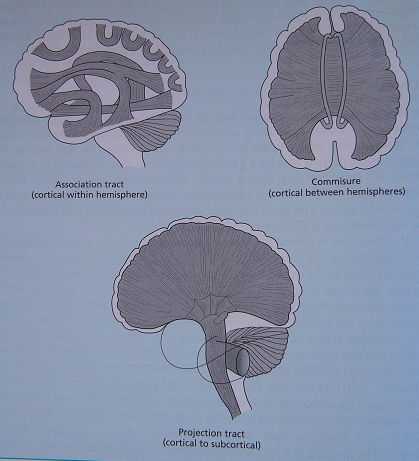 Association tract
(cortical within hemisphere)
Commisure
(cortical between hemispheres)
Projection tract
(cortical to subcortical)